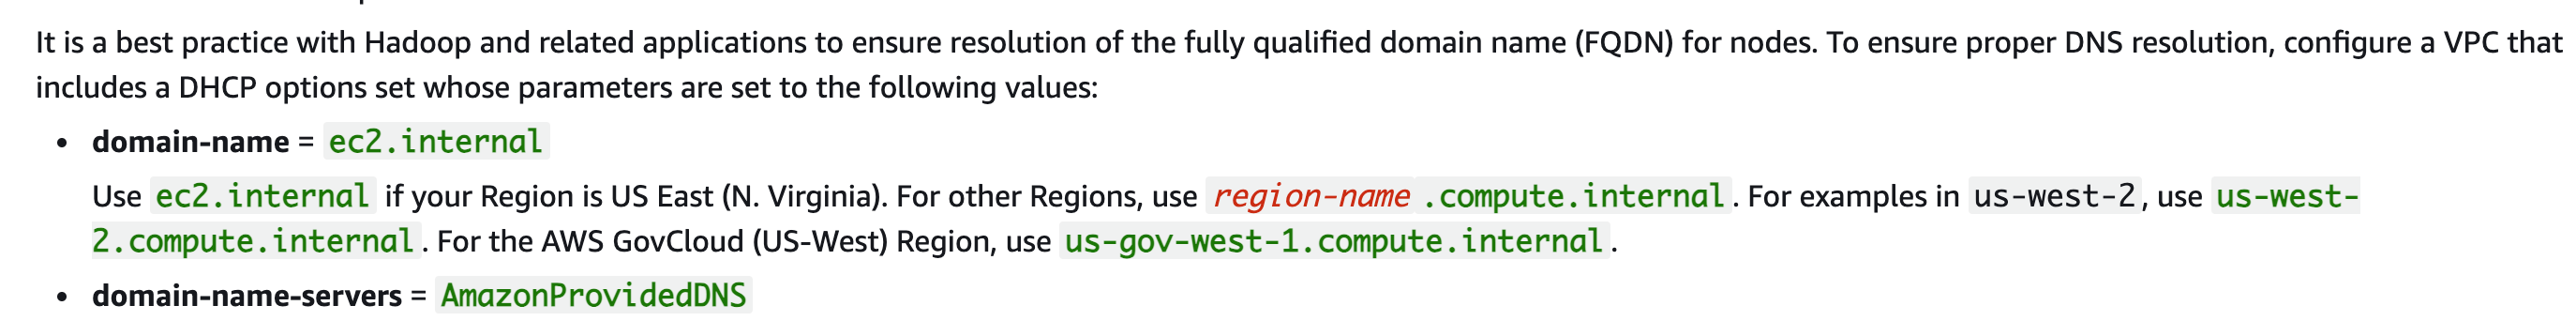 It is a best practice with Hadoop and related applications to ensure resolution of the fully qualified domain name (FQDN) for nodes. To ensure proper DNS resolution, configure a VPC that
includes a DHCP options set whose parameters are set to the following values:
• domain-name = ec2.internal
Use ec2.internal if your Region is US East (N. Virginia). For other Regions, use region-name .compute.internal. For examples in us-west-2, use us-west-
2.compute.internal. For the AWS GovCloud (US-West) Region, use us-gov-west-1.compute.internal.
• domain-name-servers = AmazonProvidedDNS